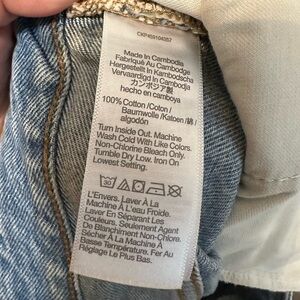 Made in Cambodia
Fabriqué Au Cambodge
Hergestellt in Kambodscha
Vervaardigd in Cambodja
カンボジア製
hecho en camboya
100% Cotton /Coton /
Baumwolle /Katoen /綿 /
algodón
Turn Inside Out. Machine
Wash Cold With Like Colors.
Non-Chlorine Bleach Only.
Tumble Dry Low. Iron On
Lowest Setting.
30
L'Envers. Laver À La
Machine À L'eau Froide.
Laver En Séparant Les
Couleurs. Seulement Agent
De Blanchiment Non-Chlore.
Sécher À La Machine À
Basse Température. Fer Au
Réglage Le Plus Bas.